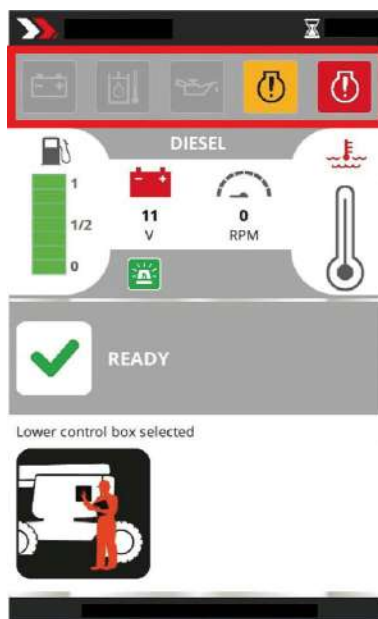 DIESEL
1
1/2
0
11
V
0
RPM
READY
Lower control box selected